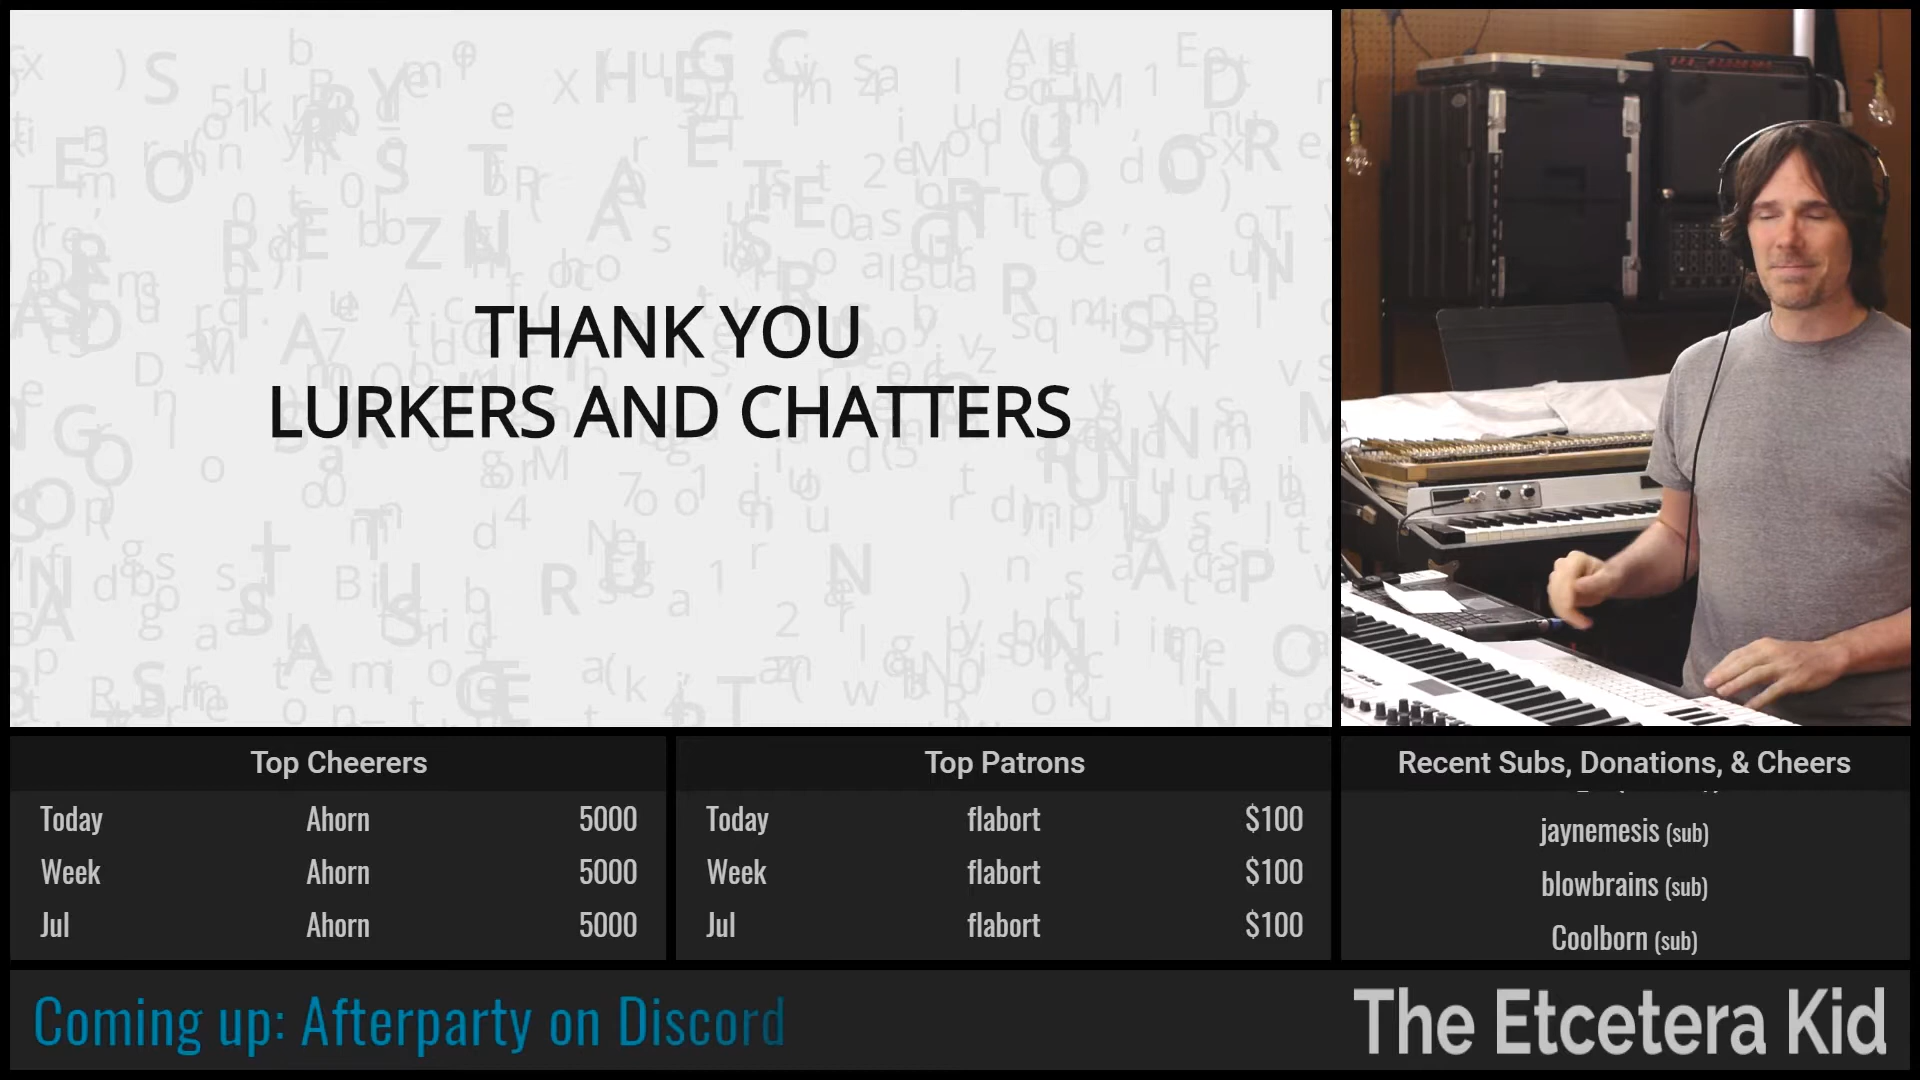 THANK YOU
LURKERS AND CHATTERS
Top Cheerers
Today Ahorn 5000
Week Ahorn 5000
Jul Ahorn 5000
Top Patrons
Today flabort $100
Week flabort $100
Jul flabort $100
Recent Subs, Donations, & Cheers
jaynemesis (sub)
blowbrains (sub)
Coolborn (sub)
Coming up: Afterparty on Discord
The Etcetera Kid